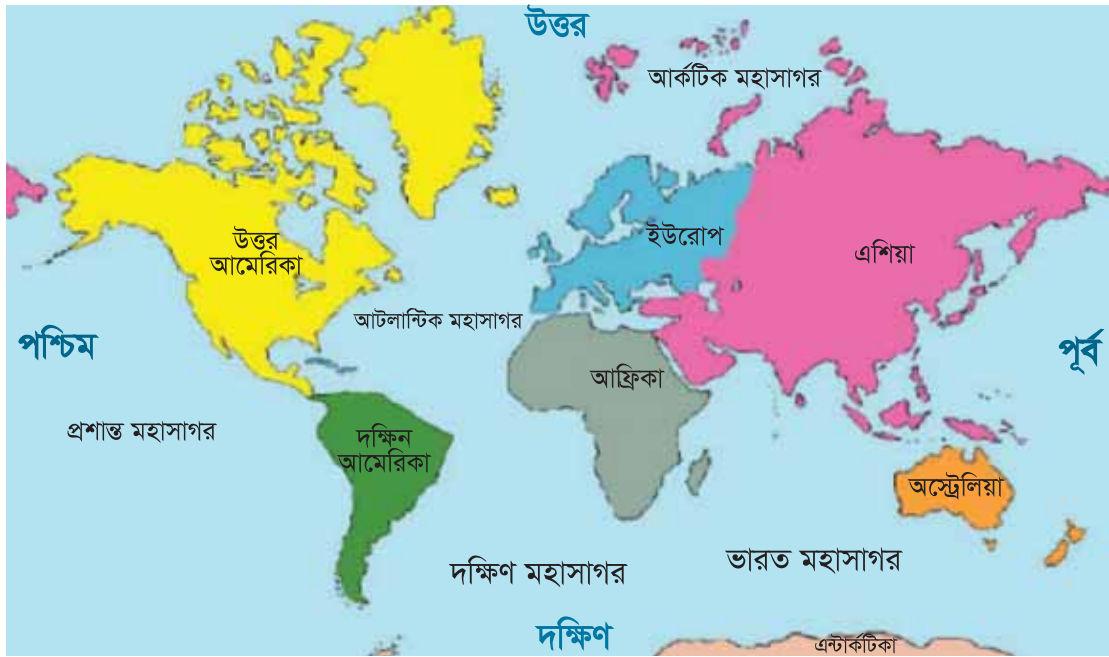 উত্তর
আর্কটিক মহাসাগর
উত্তর
আমেরিকা
ইউরোপ
এশিয়া
আটলান্টিক মহাসাগর
পশ্চিম
পূর্ব
আফ্রিকা
প্রশান্ত মহাসাগর
দক্ষিন
আমেরিকা
অস্ট্রেলিয়া
দক্ষিণ মহাসাগর
ভারত মহাসাগর
দক্ষিণ
এন্টার্কটিকা